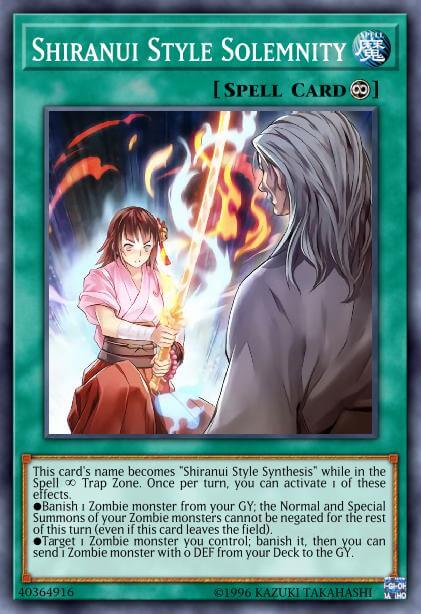 Shiranui Style Solemnity
SPELL
魔
[Spell Card♾]
This card's name becomes "Shiranui Style Synthesis" while in the
Spell ∞ Trap Zone. Once per turn, you can activate 1 of these
effects.
●Banish 1 Zombie monster from your GY; the Normal and Special
Summons of your Zombie monsters cannot be negated for the rest
of this turn (even if this card leaves the field).
●Target 1 Zombie monster you control; banish it, then you can
send 1 Zombie monster with 0 DEF from your Deck to the GY.
40364916
©1996 KAZUKI TAKAHASHI